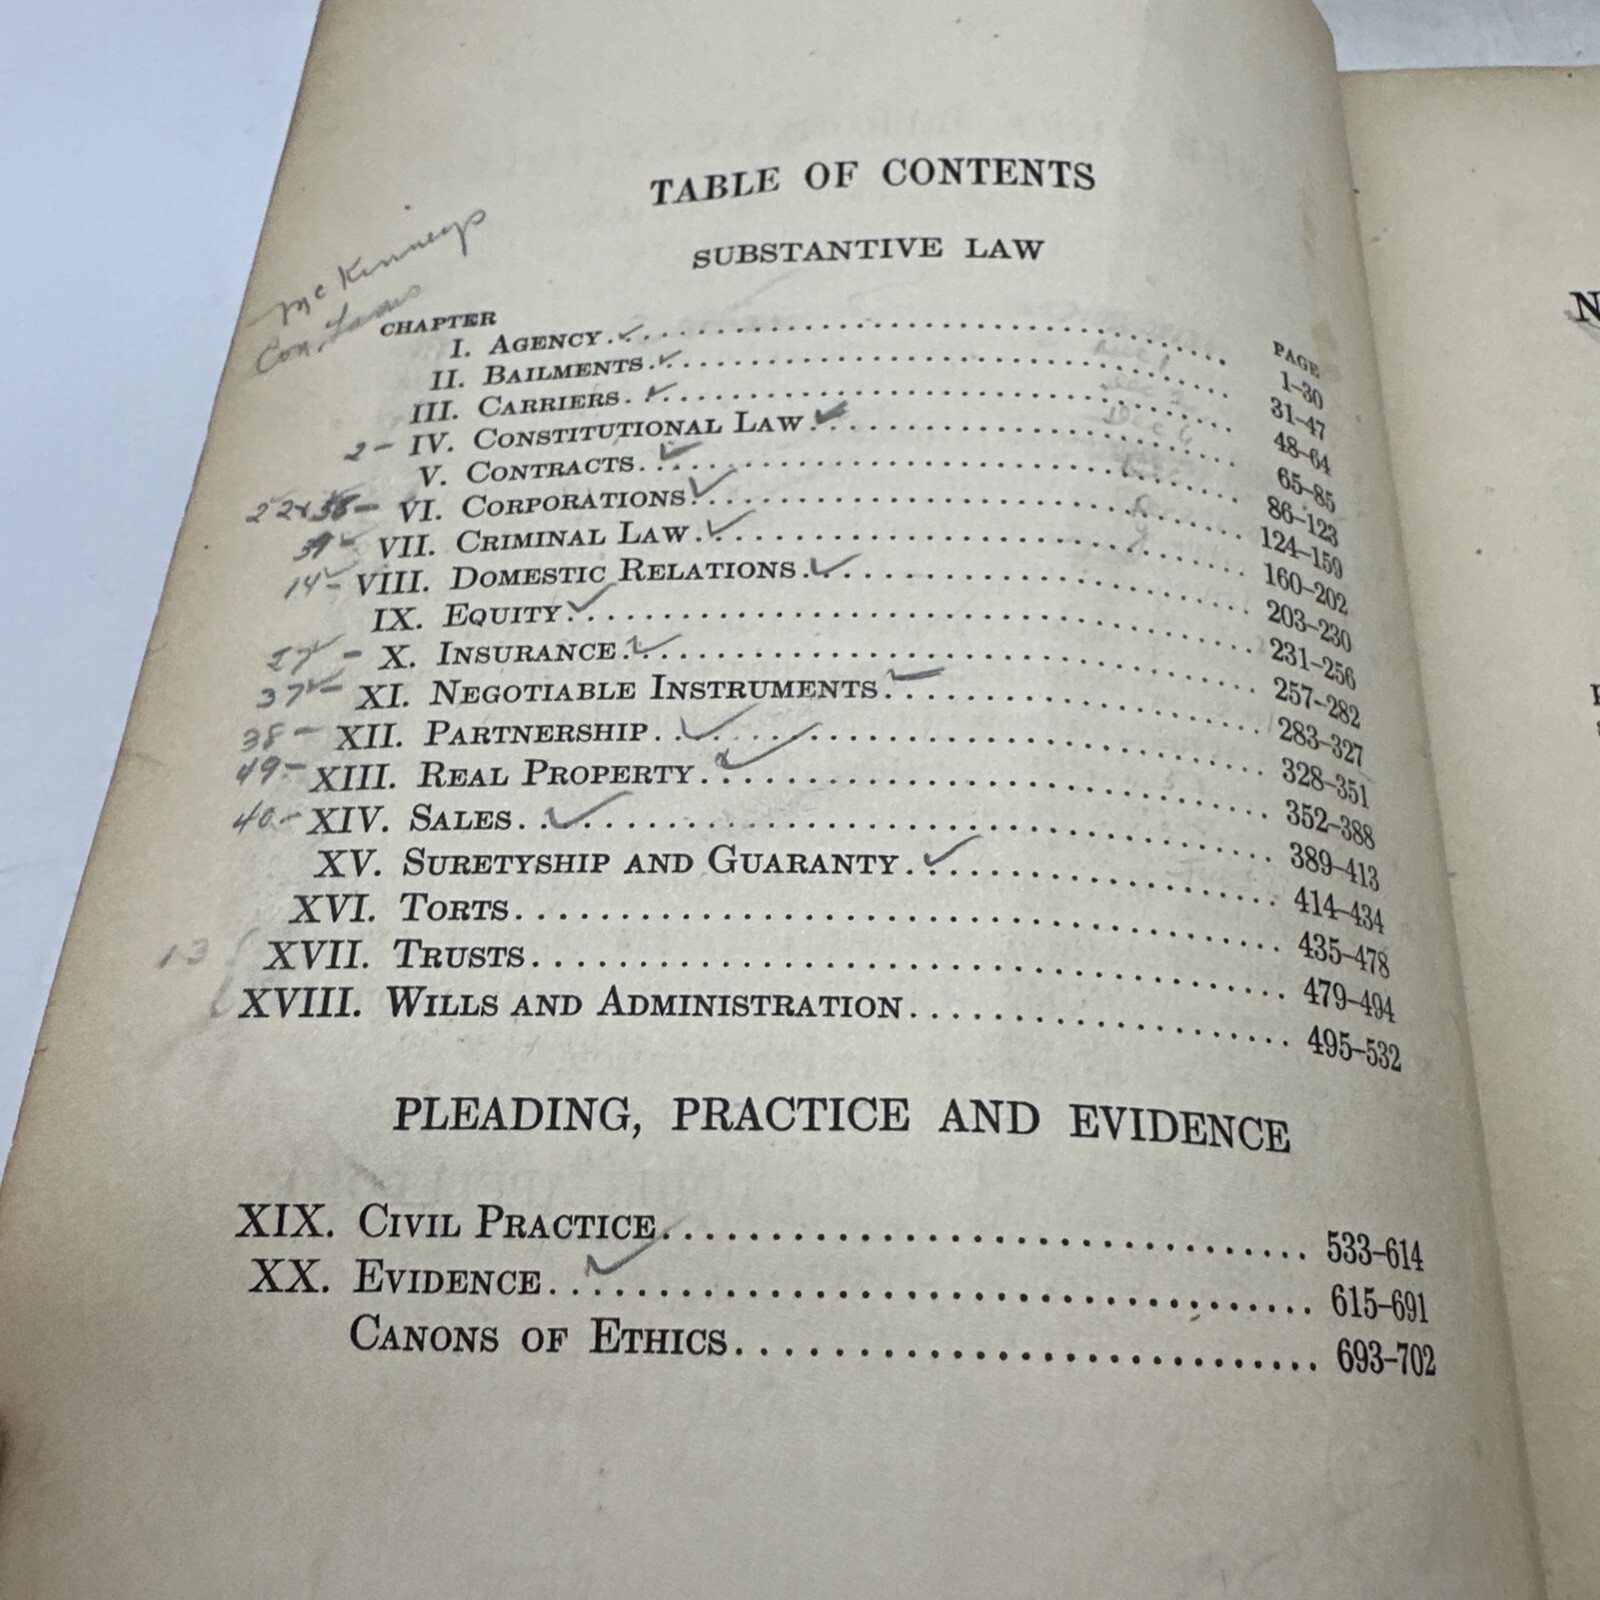 TABLE OF CONTENTS
SUBSTANTIVE LAW
McKinneys
Con. Laws
CHAPTER PAGE
I. AGENCY 1–30
II. BAILMENTS 31–47
III. CARRIERS 48–64
2 – IV. CONSTITUTIONAL LAW 65–85
V. CONTRACTS 86–123
VI. CORPORATIONS 124–159
39 – VII. CRIMINAL LAW 160–202
14 – VIII. DOMESTIC RELATIONS 203–230
IX. EQUITY 231–256
X. INSURANCE 257–282
37 – XI. NEGOTIABLE INSTRUMENTS 283–327
38 – XII. PARTNERSHIP 328–351
49 – XIII. REAL PROPERTY 352–388
40 – XIV. SALES 389–413
XV. SURETYSHIP AND GUARANTY 414–434
XVI. TORTS 435–478
13 { XVII. TRUSTS 479–494
XVIII. WILLS AND ADMINISTRATION 495–532
PLEADING, PRACTICE AND EVIDENCE
XIX. CIVIL PRACTICE 533–614
XX. EVIDENCE 615–691
CANONS OF ETHICS 693–702
N